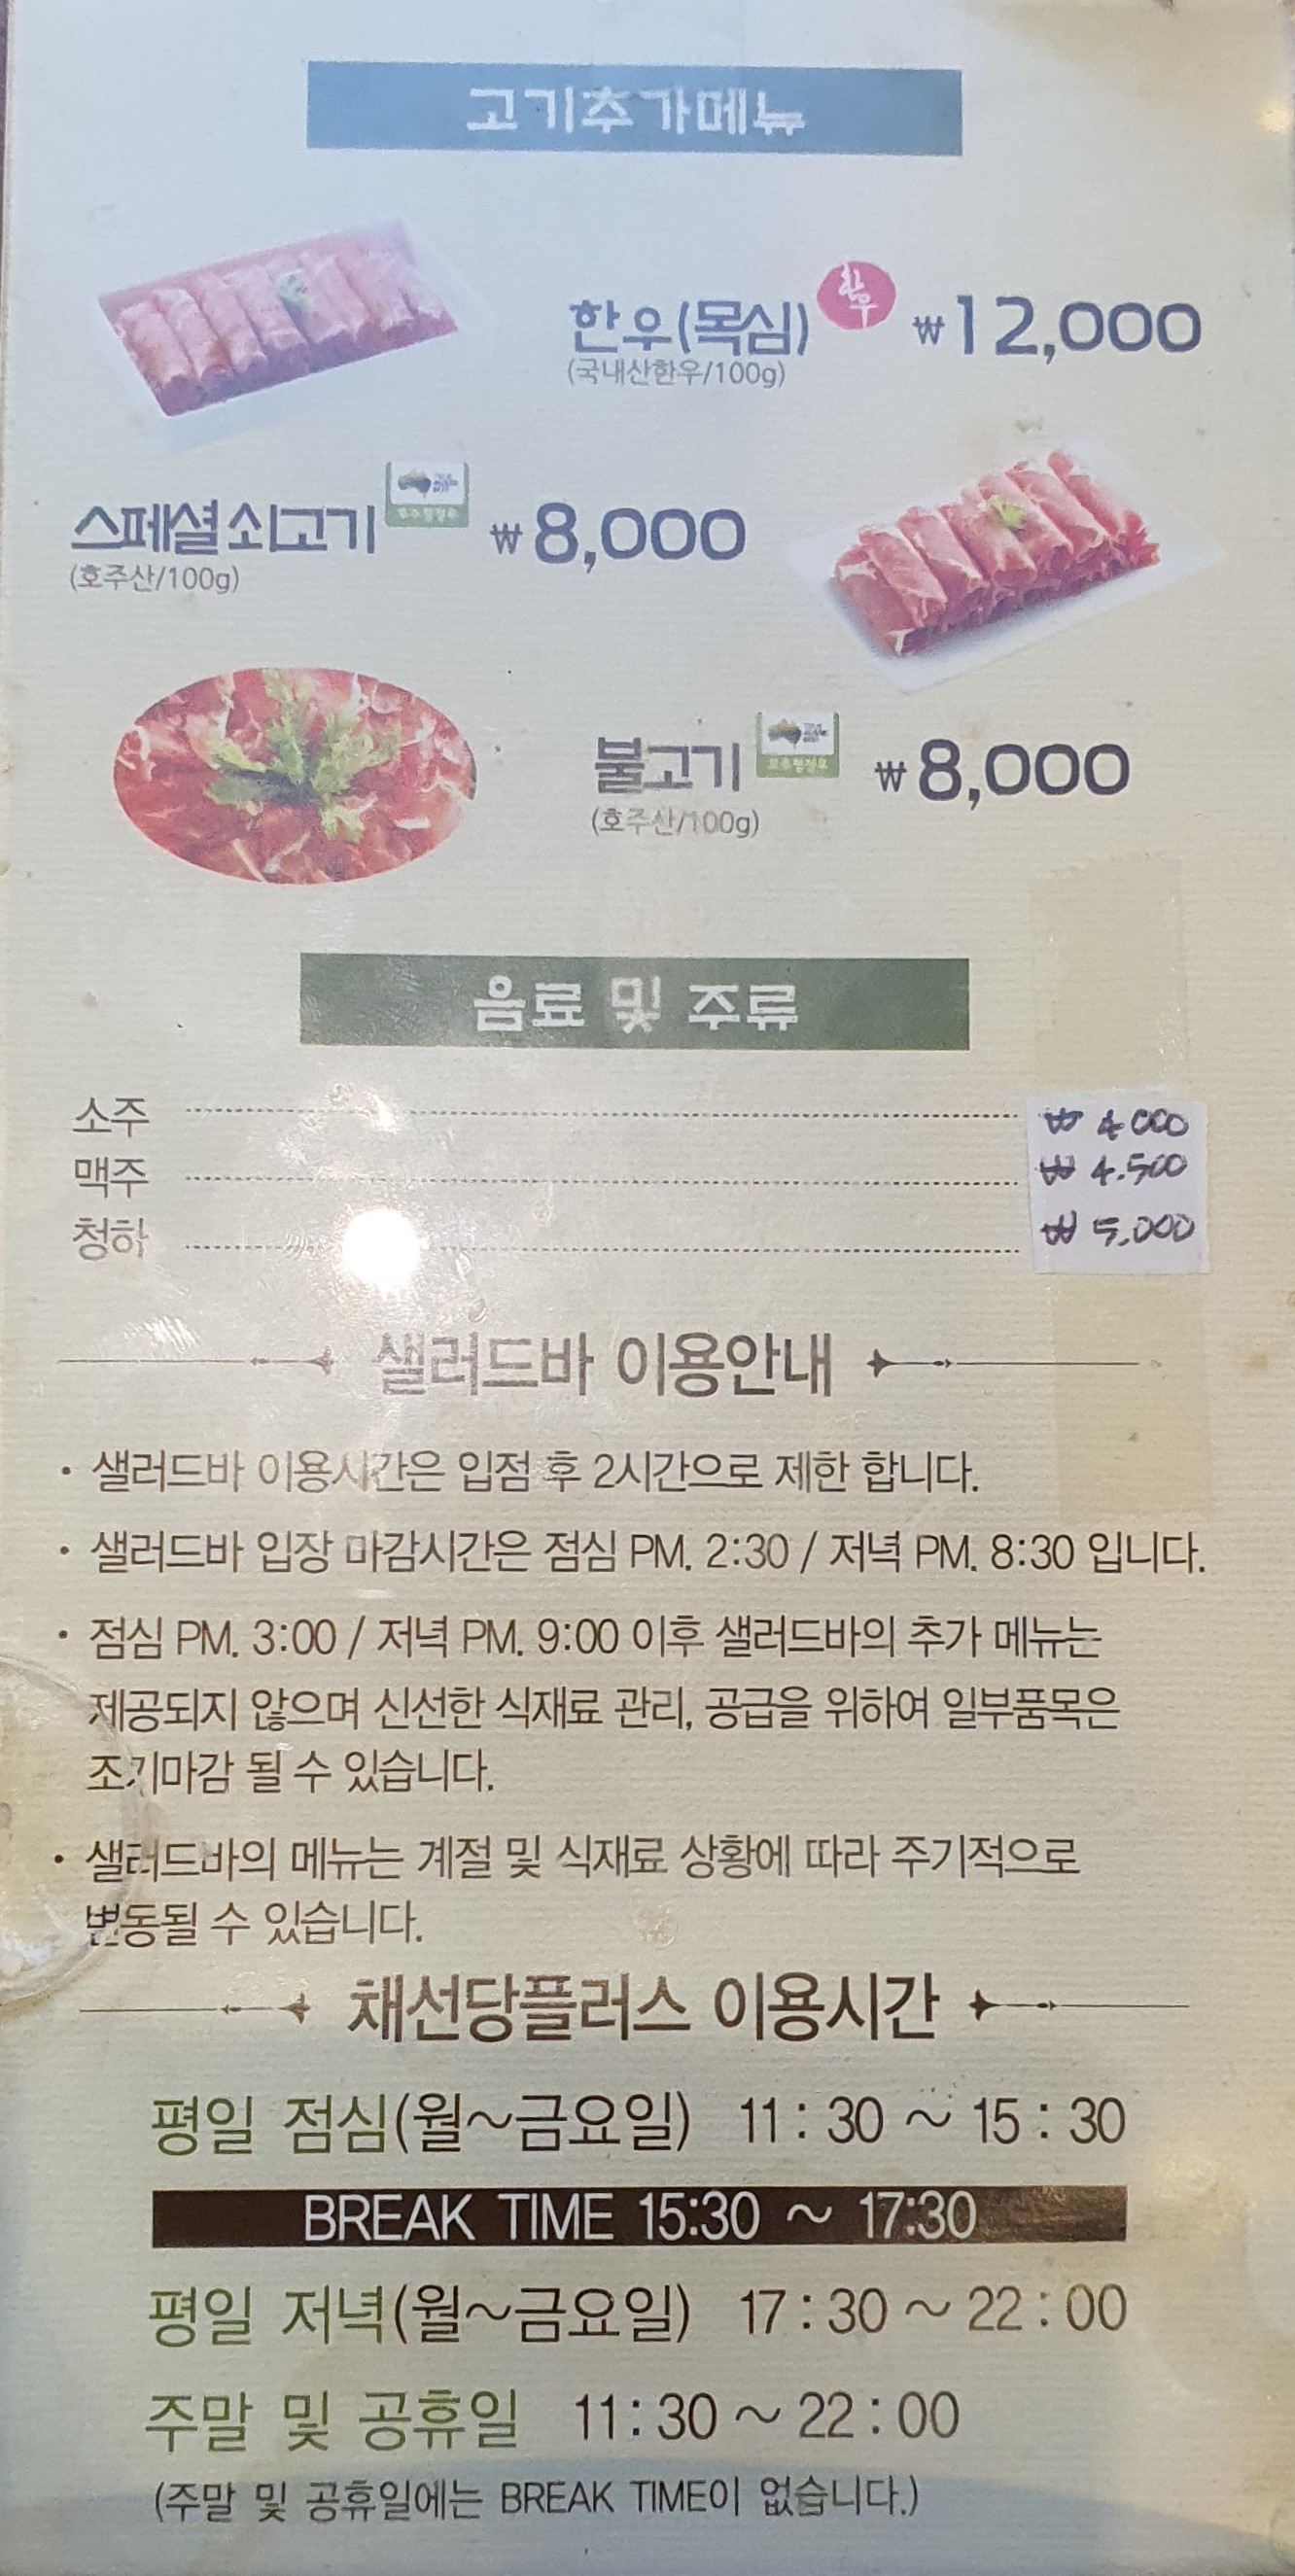 고기추가메뉴
한우(목심) 한우 ₩12,000
(국내산한우/100g)
스페셜 쇠고기 ₩8,000
(호주산/100g)
불고기 호주청정우 ₩8,000
(호주산/100g)
음료 및 주류
소주 ₩ 4000
맥주 ₩ 4.500
청하 ₩ 5.000
샐러드바 이용안내
· 샐러드바 이용시간은 입점 후 2시간으로 제한 합니다.
· 샐러드바 입장 마감시간은 점심 PM. 2:30 / 저녁 PM. 8:30 입니다.
· 점심 PM. 3:00 / 저녁 PM. 9:00 이후 샐러드바의 추가 메뉴는
제공되지 않으며 신선한 식재료 관리, 공급을 위하여 일부품목은
조기마감 될 수 있습니다.
· 샐러드바의 메뉴는 계절 및 식재료 상황에 따라 주기적으로
변동될 수 있습니다.
채선당플러스 이용시간
평일 점심(월~금요일) 11 : 30 ~ 15 : 30
BREAK TIME 15:30 ~ 17:30
평일 저녁(월~금요일) 17 : 30 ~ 22 : 00
주말 및 공휴일 11 : 30 ~ 22 : 00
(주말 및 공휴일에는 BREAK TIME이 없습니다.)